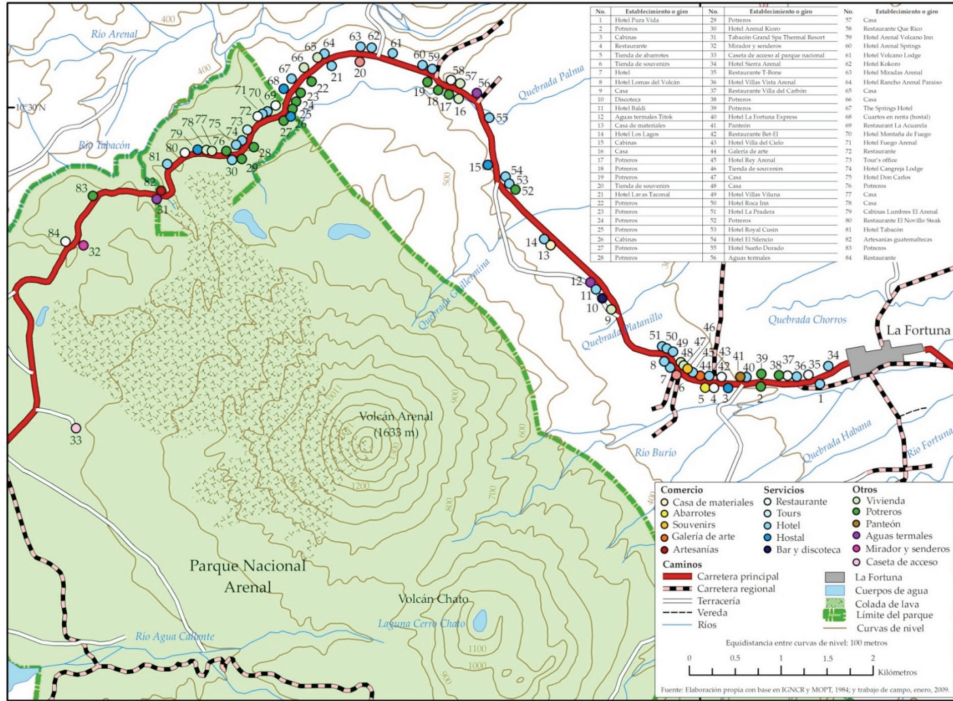 No. Establecimiento o giro
1 Hotel Pura Vida
2 Potreros
3 Cabinas
4 Restaurante
5 Tienda de abarrotes
6 Tienda de souvenirs
7 Hotel
8 Hotel Lomas del Volcán
9 Casa
10 Discoteca
11 Hotel Baldi
12 Aguas termales Titok
13 Casa de materiales
14 Hotel Los Lagos
15 Cabinas
16 Casa
17 Potreros
18 Potreros
19 Potreros
20 Tienda de souvenirs
21 Hotel Lavas Tacotal
22 Potreros
23 Potreros
24 Potreros
25 Potreros
26 Cabinas
27 Potreros
28 Potreros
No. Establecimiento o giro
29 Potreros
30 Hotel Arenal Kioro
31 Tabacón Grand Spa Thermal Resort
32 Mirador y senderos
33 Caseta de acceso al parque nacional
34 Hotel Sierra Arenal
35 Restaurante T-Bone
36 Hotel Villas Vista Arenal
37 Restaurante Villa del Carbón
38 Potreros
39 Potreros
40 Hotel La Fortuna Express
41 Panteón
42 Restaurante Bet-El
43 Hotel Villa del Cielo
44 Galería de arte
45 Hotel Rey Arenal
46 Tienda de souvenirs
47 Casa
48 Casa
49 Hotel Villas Viluna
50 Hotel Roca Inn
51 Hotel La Pradera
52 Potreros
53 Hotel Royal Cusin
54 Hotel El Silencio
55 Hotel Sueño Dorado
56 Aguas termales
No. Establecimiento o giro
57 Casa
58 Restaurante Que Rico
59 Hotel Arenal Volcano Inn
60 Hotel Arenal Springs
61 Hotel Volcano Lodge
62 Hotel Kokoro
63 Hotel Miradas Arenal
64 Hotel Rancho Arenal Paraíso
65 Casa
66 Casa
67 The Springs Hotel
68 Cuartos en renta (hostal)
69 Restaurant La Acuarela
70 Hotel Montaña de Fuego
71 Hotel Fuego Arenal
72 Restaurante
73 Tour's office
74 Hotel Cangreja Lodge
75 Hotel Don Carlos
76 Potreros
77 Casa
78 Casa
79 Cabinas Lumbres El Arenal
80 Restaurante El Novillo Steak
81 Hotel Tabacón
82 Artesanías guatemaltecas
83 Potreros
84 Restaurante
Río Arenal
Quebrada Palma
10°30'N
Río Tabacón
Quebrada Guillermina
Quebrada Platanillo
Quebrada Chorros
La Fortuna
Volcán Arenal
(1633 m)
Río Burío
Quebrada Habana
Río Fortuna
Parque Nacional
Arenal
Volcán Chato
Laguna Cerro Chato
Río Agua Caliente
Comercio
Casa de materiales
Abarrotes
Souvenirs
Galería de arte
Artesanías
Servicios
Restaurante
Tours
Hotel
Hostal
Bar y discoteca
Otros
Vivienda
Potreros
Panteón
Aguas termales
Mirador y senderos
Caseta de acceso
Caminos
Carretera principal
Carretera regional
Terracería
Vereda
Ríos
La Fortuna
Cuerpos de agua
Colada de lava
Límite del parque
Curvas de nivel
Equidistancia entre curvas de nivel: 100 metros
0 0.5 1 1.5 2
Kilómetros
Fuente: Elaboración propia con base en IGNCR y MOPT, 1984; y trabajo de campo, enero, 2009.